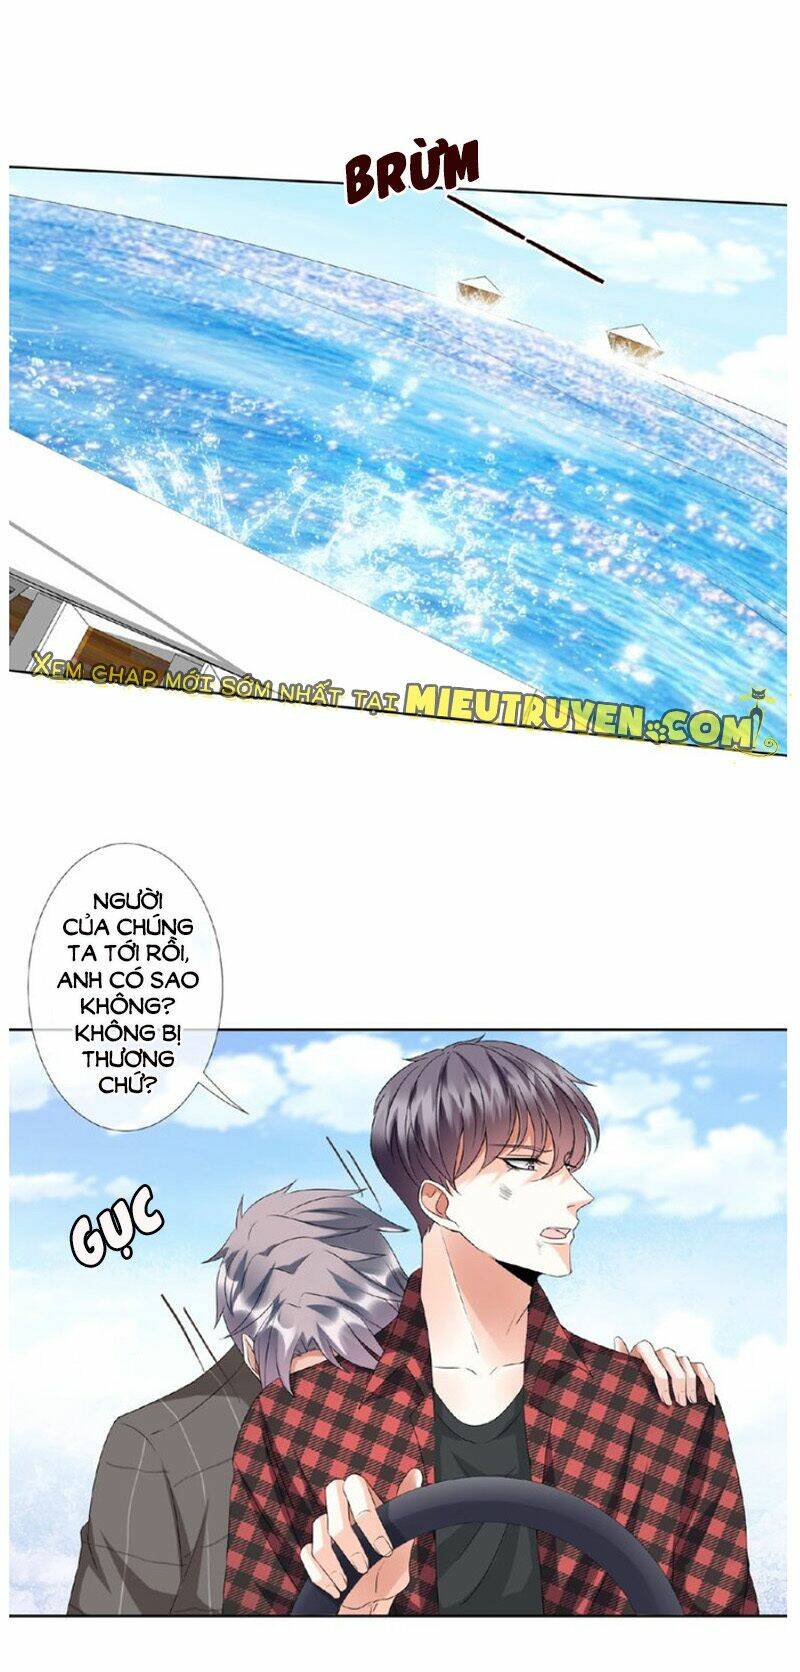 BRỪM
XEM CHAP MỚI SỚM NHẤT TẠI MIEUTRUYEN.COM
NGƯỜI
CỦA CHÚNG
TA TỚI RỒI,
ANH CÓ SAO
KHÔNG?
KHÔNG BỊ
THƯƠNG
CHỨ?
GỤC